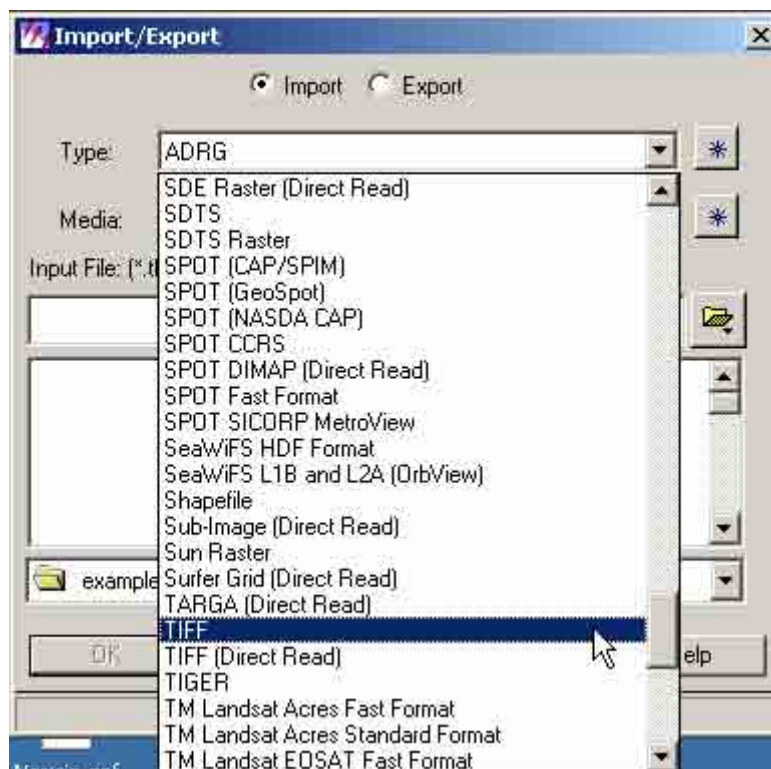 Import/Export
Import Export
Type: ADRG
SDE Raster (Direct Read)
Media:
SDTS
SDTS Raster
Input File: (*.
SPOT (CAP/SPIM)
SPOT (GeoSpot)
SPOT (NASDA CAP)
SPOT CCRS
SPOT DIMAP (Direct Read)
SPOT Fast Format
SPOT SICORP MetroView
SeaWiFS HDF Format
SeaWiFS L1B and L2A (OrbView)
Shapefile
Sub-Image (Direct Read)
Sun Raster
example
Surfer Grid (Direct Read)
TARGA (Direct Read)
TIFF
OK
TIFF (Direct Read)
elp
TIGER
TM Landsat Acres Fast Format
TM Landsat Acres Standard Format
TM Landsat EOSAT Fast Format